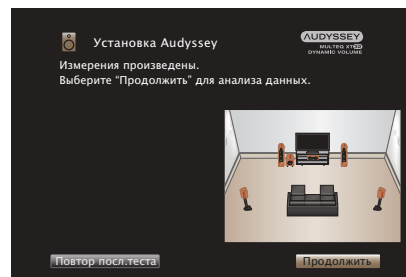 Установка Audyssey
AUDYSSEY
MULTEQ XT32
DYNAMIC VOLUME
Измерения произведены.
Выберите “Продолжить” для анализа данных.
Повтор посл.теста
Продолжить